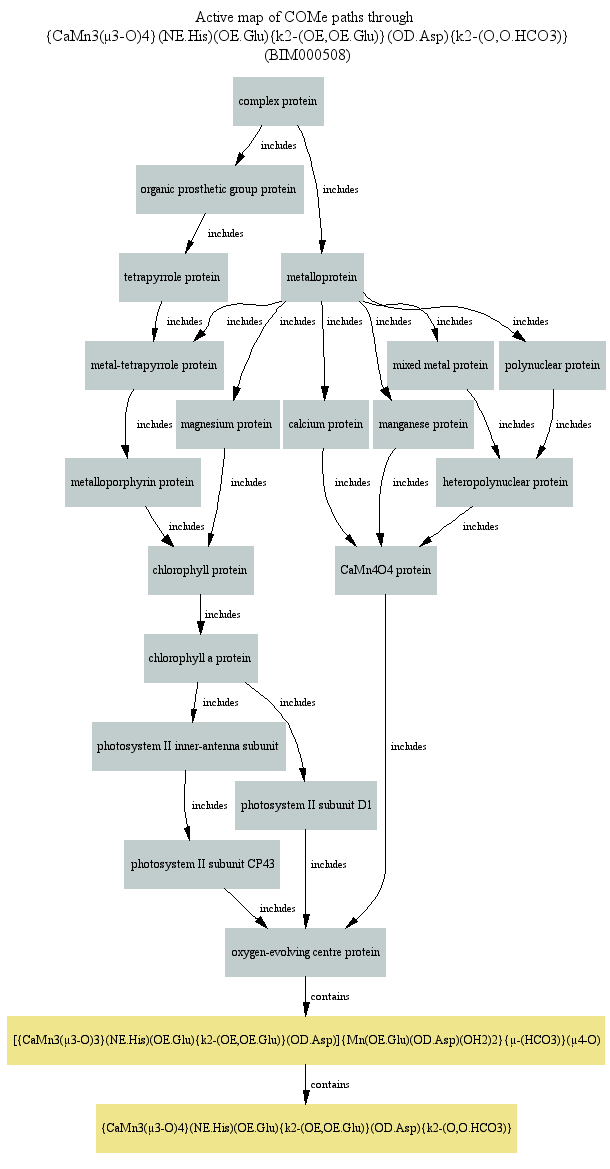 Active map of COMe paths through
{CaMn3(µ3-O)4}(NE.His)(OE.Glu){k2-(OE,OE.Glu)}(OD.Asp){k2-(O,O.HCO3)}
(BIM000508)
complex protein
includes
organic prosthetic group protein
includes
includes
tetrapyrrole protein
metalloprotein
includes
includes
includes
includes
includes
includes
includes
metal-tetrapyrrole protein
mixed metal protein
polynuclear protein
magnesium protein
calcium protein
manganese protein
includes
includes
includes
metalloporphyrin protein
includes
includes
includes
heteropolynuclear protein
includes
includes
chlorophyll protein
CaMn4O4 protein
includes
chlorophyll a protein
includes
includes
photosystem II inner-antenna subunit
includes
includes
photosystem II subunit D1
photosystem II subunit CP43
includes
includes
oxygen-evolving centre protein
contains
[{CaMn3(µ3-O)3}(NE.His)(OE.Glu){k2-(OE,OE.Glu)}(OD.Asp)]{Mn(OE.Glu)(OD.Asp)(OH2)2}{µ-(HCO3)}(µ4-O)
contains
{CaMn3(µ3-O)4}(NE.His)(OE.Glu){k2-(OE,OE.Glu)}(OD.Asp){k2-(O,O.HCO3)}